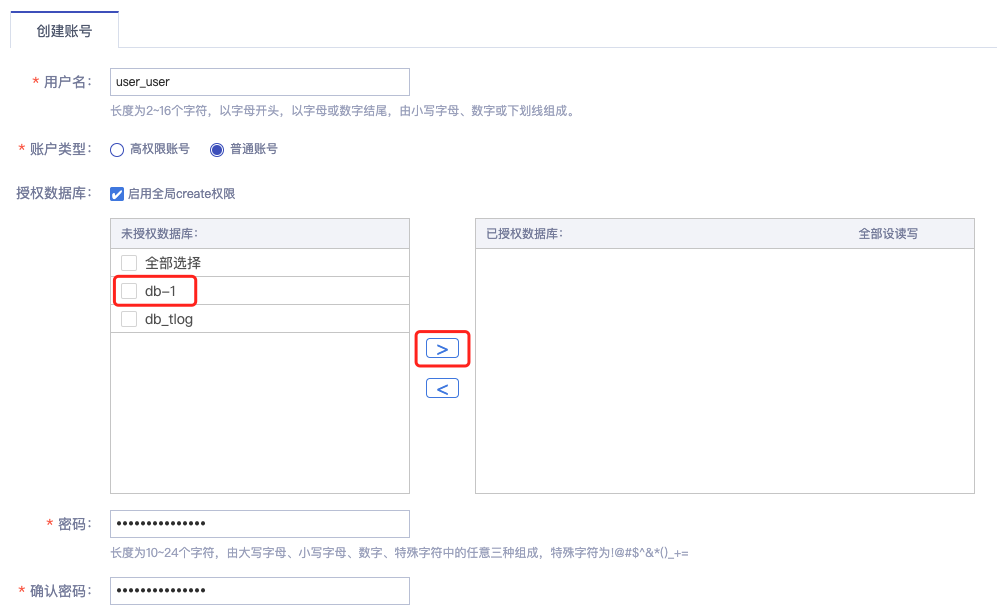 创建账号
* 用户名: user_user
长度为2~16个字符，以字母开头，以字母或数字结尾，由小写字母、数字或下划线组成。
* 账户类型: 高权限账号 普通账号
授权数据库: 启用全局create权限
未授权数据库: 已授权数据库: 全部设读写
全部选择
db-1
db_tlog
>
<
* 密码: •••••••••••••••
长度为10~24个字符，由大写字母、小写字母、数字、特殊字符中的任意三种组成，特殊字符为!@#$^&*()_+=
* 确认密码: •••••••••••••••